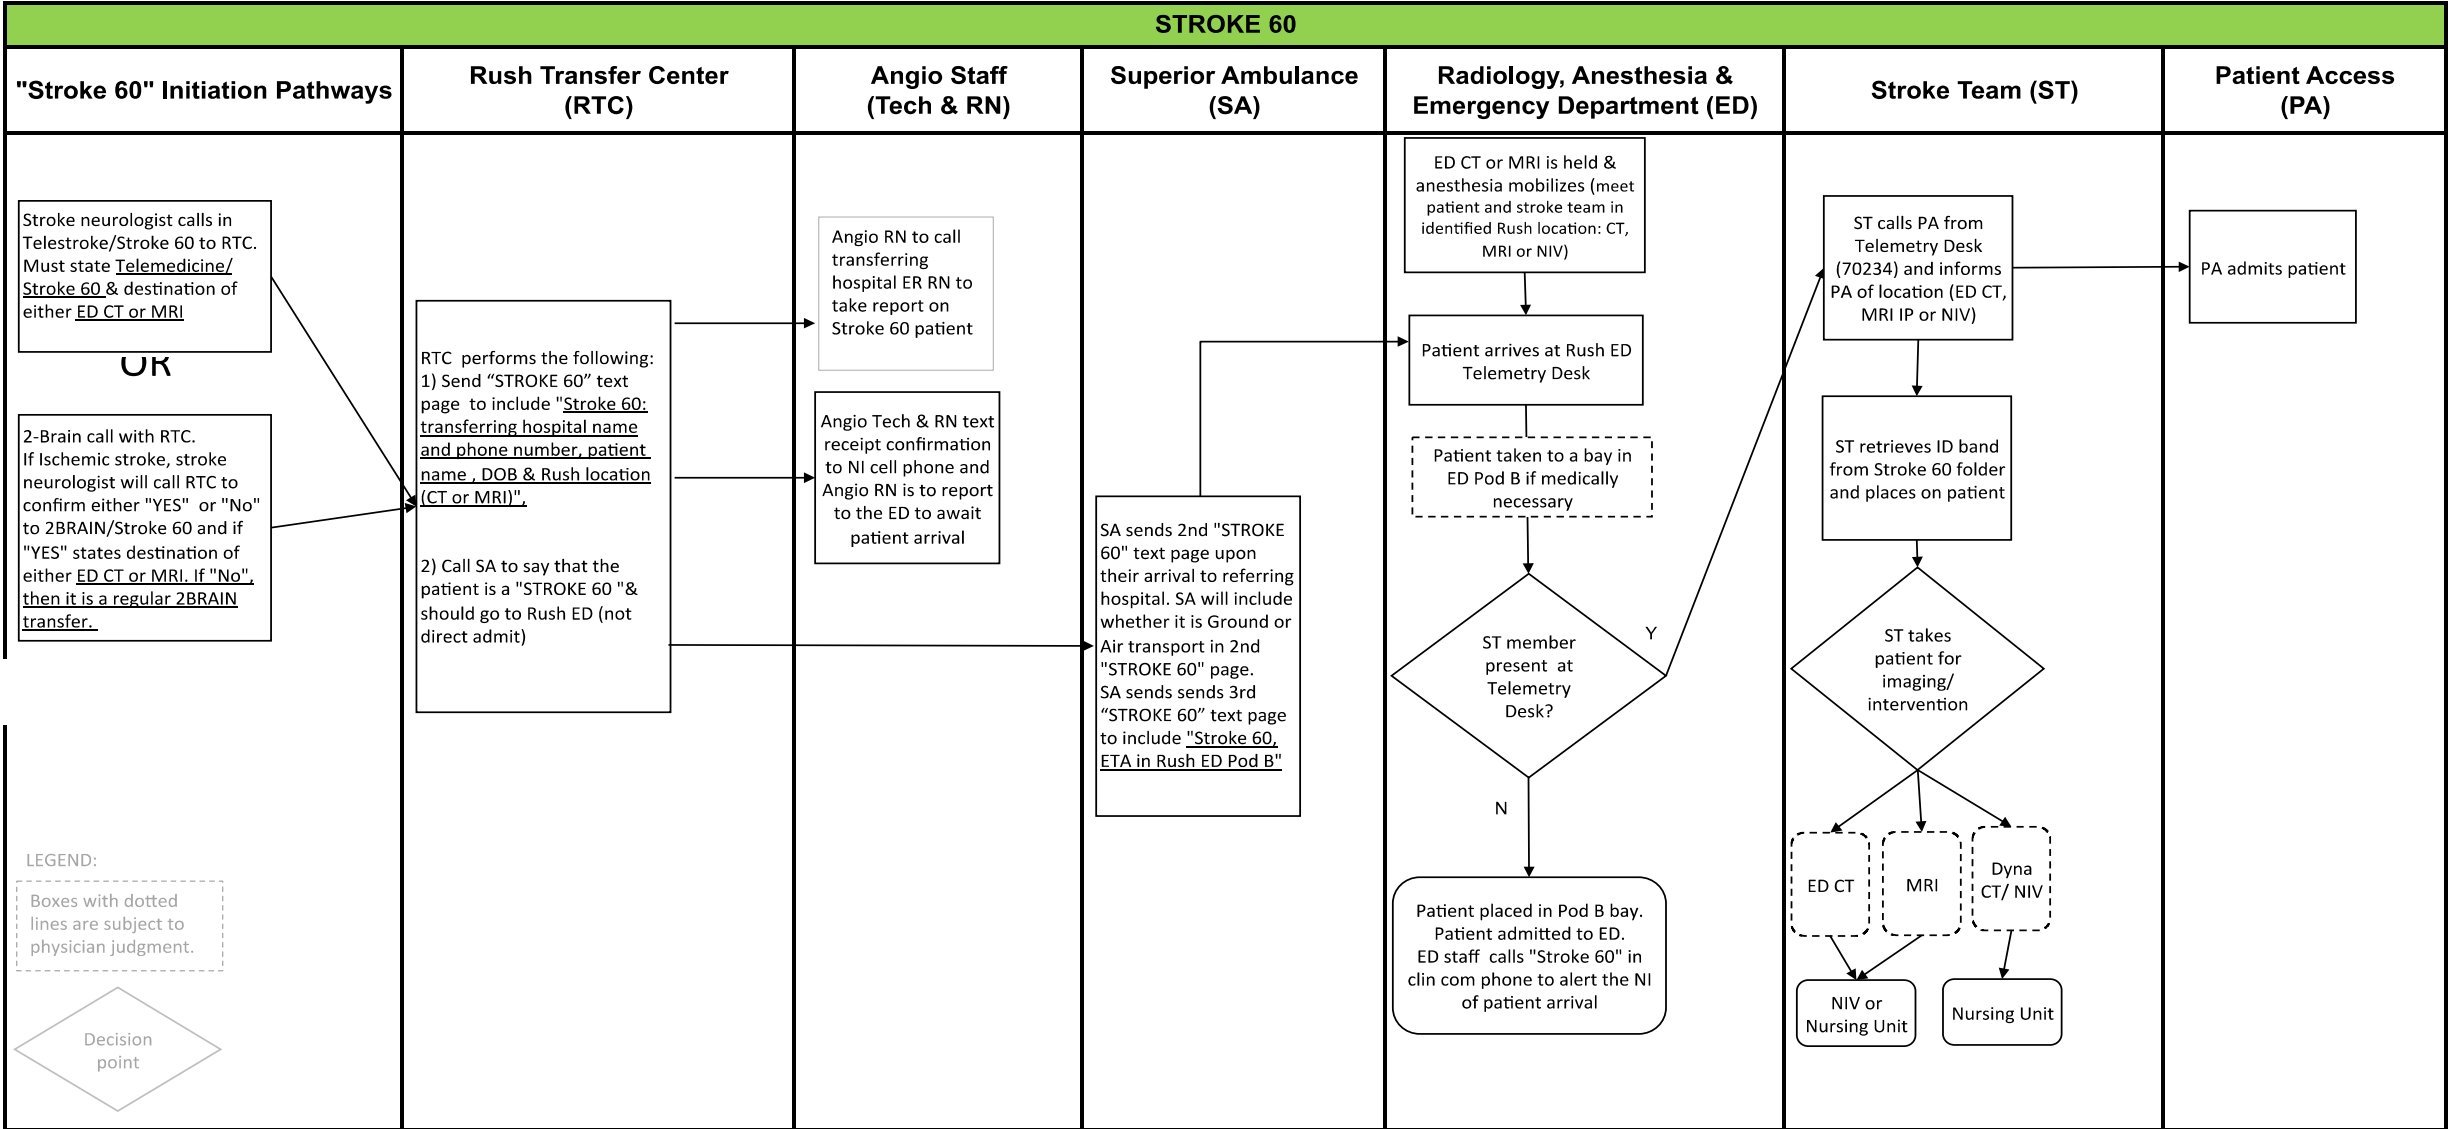 STROKE 60
"Stroke 60" Initiation Pathways
Rush Transfer Center
(RTC)
Angio Staff
(Tech & RN)
Superior Ambulance
(SA)
Radiology, Anesthesia &
Emergency Department (ED)
Stroke Team (ST)
Patient Access
(PA)
Stroke neurologist calls in
Telestroke/Stroke 60 to RTC.
Must state Telemedicine/
Stroke 60 & destination of
either ED CT or MRI
OR
2-Brain call with RTC.
If Ischemic stroke, stroke
neurologist will call RTC to
confirm either "YES" or "No"
to 2BRAIN/Stroke 60 and if
"YES" states destination of
either ED CT or MRI. If "No",
then it is a regular 2BRAIN
transfer.
LEGEND:
Boxes with dotted
lines are subject to
physician judgment.
Decision
point
RTC performs the following:
1) Send “STROKE 60” text
page to include "Stroke 60:
transferring hospital name
and phone number, patient
name , DOB & Rush location
(CT or MRI)",
2) Call SA to say that the
patient is a "STROKE 60 "&
should go to Rush ED (not
direct admit)
Angio RN to call
transferring
hospital ER RN to
take report on
Stroke 60 patient
Angio Tech & RN text
receipt confirmation
to NI cell phone and
Angio RN is to report
to the ED to await
patient arrival
SA sends 2nd "STROKE
60" text page upon
their arrival to referring
hospital. SA will include
whether it is Ground or
Air transport in 2nd
"STROKE 60" page.
SA sends sends 3rd
“STROKE 60” text page
to include "Stroke 60,
ETA in Rush ED Pod B"
ED CT or MRI is held &
anesthesia mobilizes (meet
patient and stroke team in
identified Rush location: CT,
MRI or NIV)
Patient arrives at Rush ED
Telemetry Desk
Patient taken to a bay in
ED Pod B if medically
necessary
ST member
present at
Telemetry
Desk?
Y
N
Patient placed in Pod B bay.
Patient admitted to ED.
ED staff calls "Stroke 60" in
clin com phone to alert the NI
of patient arrival
ST calls PA from
Telemetry Desk
(70234) and informs
PA of location (ED CT,
MRI IP or NIV)
ST retrieves ID band
from Stroke 60 folder
and places on patient
ST takes
patient for
imaging/
intervention
ED CT
MRI
Dyna
CT/ NIV
NIV or
Nursing Unit
Nursing Unit
PA admits patient